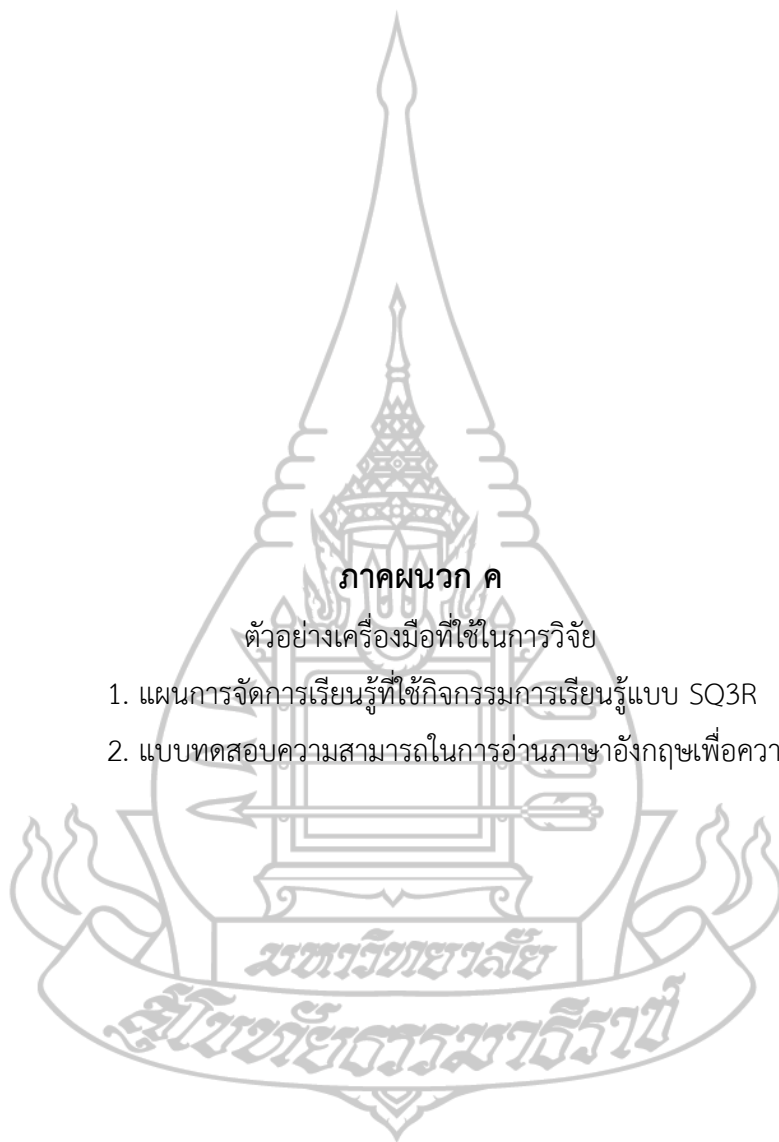 ภาคผนวก ค
ตัวอย่างเครื่องมือที่ใช้ในการวิจัย
1. แผนการจัดการเรียนรู้ที่ใช้กิจกรรมการเรียนรู้แบบ SQ3R
2. แบบทดสอบความสามารถในการอ่านภาษาอังกฤษเพื่อควา
มหาวิทยาลัย
สุโขทัยธรรมาธิราช